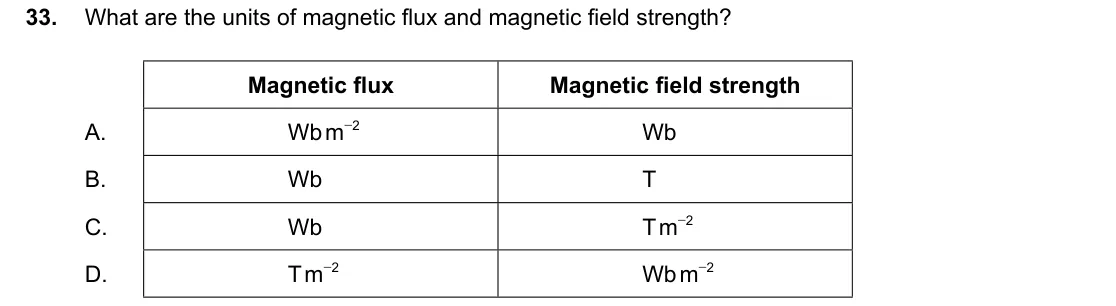 33. What are the units of magnetic flux and magnetic field strength?
Magnetic flux Magnetic field strength
A. Wb m⁻² Wb
B. Wb T
C. Wb T m⁻²
D. T m⁻² Wb m⁻²